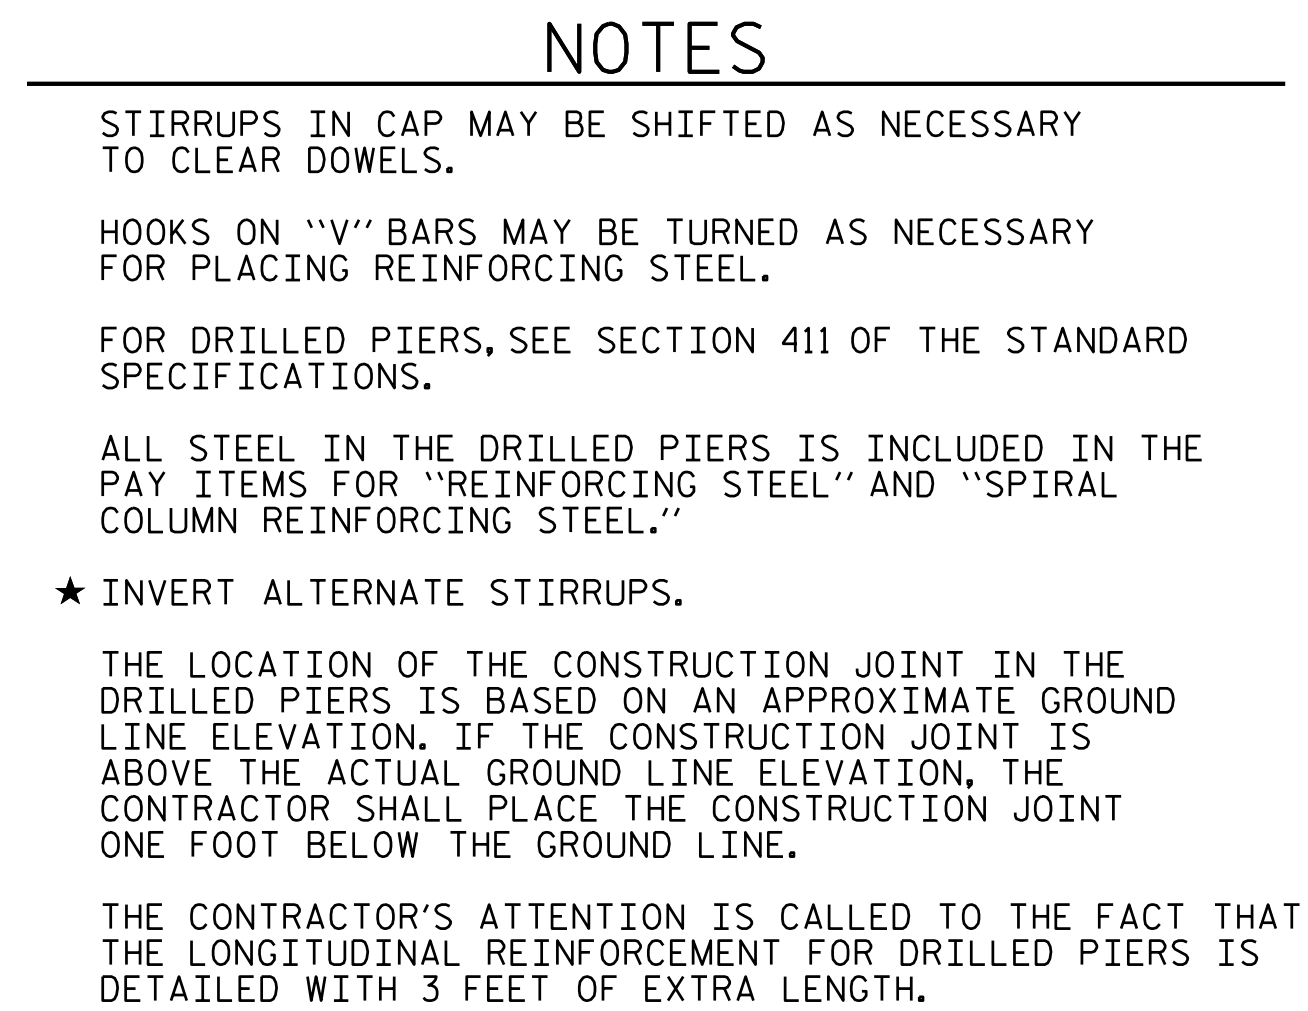 NOTES
STIRRUPS IN CAP MAY BE SHIFTED AS NECESSARY
TO CLEAR DOWELS.
HOOKS ON "V" BARS MAY BE TURNED AS NECESSARY
FOR PLACING REINFORCING STEEL.
FOR DRILLED PIERS, SEE SECTION 411 OF THE STANDARD
SPECIFICATIONS.
ALL STEEL IN THE DRILLED PIERS IS INCLUDED IN THE
PAY ITEMS FOR "REINFORCING STEEL" AND "SPIRAL
COLUMN REINFORCING STEEL."
★ INVERT ALTERNATE STIRRUPS.
THE LOCATION OF THE CONSTRUCTION JOINT IN THE
DRILLED PIERS IS BASED ON AN APPROXIMATE GROUND
LINE ELEVATION. IF THE CONSTRUCTION JOINT IS
ABOVE THE ACTUAL GROUND LINE ELEVATION, THE
CONTRACTOR SHALL PLACE THE CONSTRUCTION JOINT
ONE FOOT BELOW THE GROUND LINE.
THE CONTRACTOR'S ATTENTION IS CALLED TO THE FACT THAT
THE LONGITUDINAL REINFORCEMENT FOR DRILLED PIERS IS
DETAILED WITH 3 FEET OF EXTRA LENGTH.